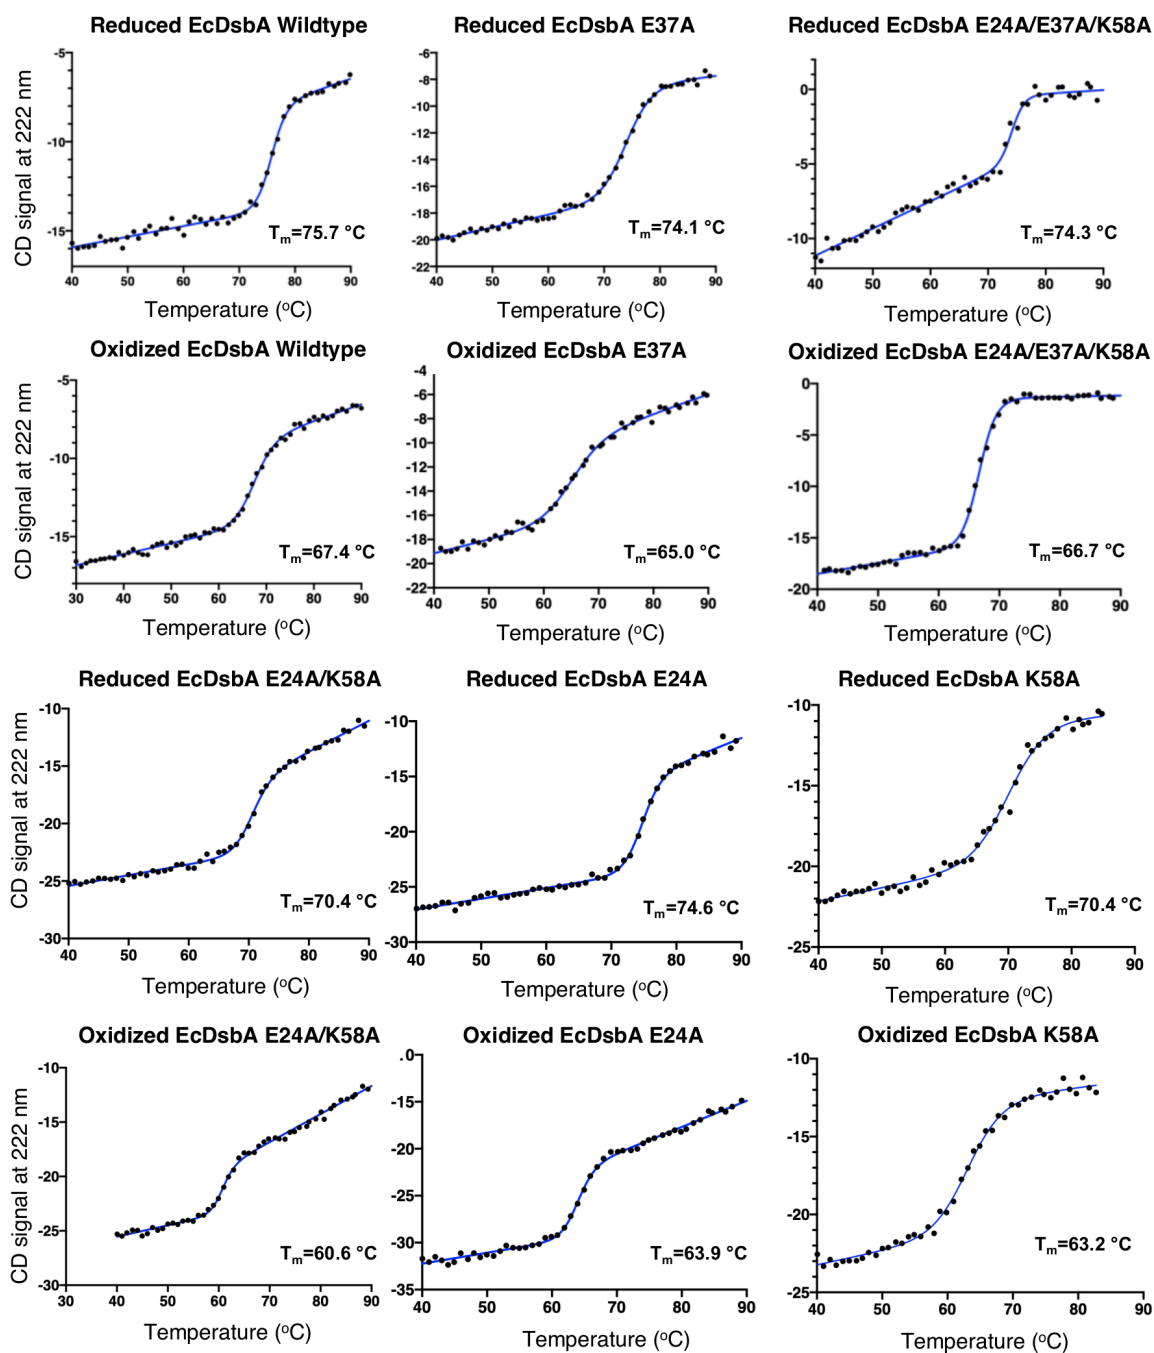 Reduced EcDsbA Wildtype
CD signal at 222 nm
-5
-10
-15
Tm=75.7 °C
40 50 60 70 80 90
Temperature (oC)
Reduced EcDsbA E37A
-6
-8
-10
-12
-14
-16
-18
-20
-22
Tm=74.1 °C
40 50 60 70 80 90
Temperature (oC)
Reduced EcDsbA E24A/E37A/K58A
0
-5
-10
Tm=74.3 °C
40 50 60 70 80 90
Temperature (oC)
Oxidized EcDsbA Wildtype
CD signal at 222 nm
-5
-10
-15
Tm=67.4 °C
30 40 50 60 70 80 90
Temperature (oC)
Oxidized EcDsbA E37A
-4
-6
-8
-10
-12
-14
-16
-18
-20
-22
Tm=65.0 °C
40 50 60 70 80 90
Temperature (oC)
Oxidized EcDsbA E24A/E37A/K58A
0
-5
-10
-15
-20
Tm=66.7 °C
40 50 60 70 80 90
Temperature (oC)
Reduced EcDsbA E24A/K58A
CD signal at 222 nm
-10
-15
-20
-25
-30
Tm=70.4 °C
40 50 60 70 80 90
Temperature (oC)
Reduced EcDsbA E24A
-10
-15
-20
-25
-30
Tm=74.6 °C
40 50 60 70 80 90
Temperature (oC)
Reduced EcDsbA K58A
-10
-15
-20
-25
Tm=70.4 °C
40 50 60 70 80 90
Temperature (oC)
Oxidized EcDsbA E24A/K58A
CD signal at 222 nm
-10
-15
-20
-25
-30
Tm=60.6 °C
30 40 50 60 70 80 90
Temperature (oC)
Oxidized EcDsbA E24A
.0
-15
-20
-25
-30
-35
Tm=63.9 °C
40 50 60 70 80 90
Temperature (oC)
Oxidized EcDsbA K58A
-10
-15
-20
-25
Tm=63.2 °C
40 50 60 70 80 90
Temperature (oC)